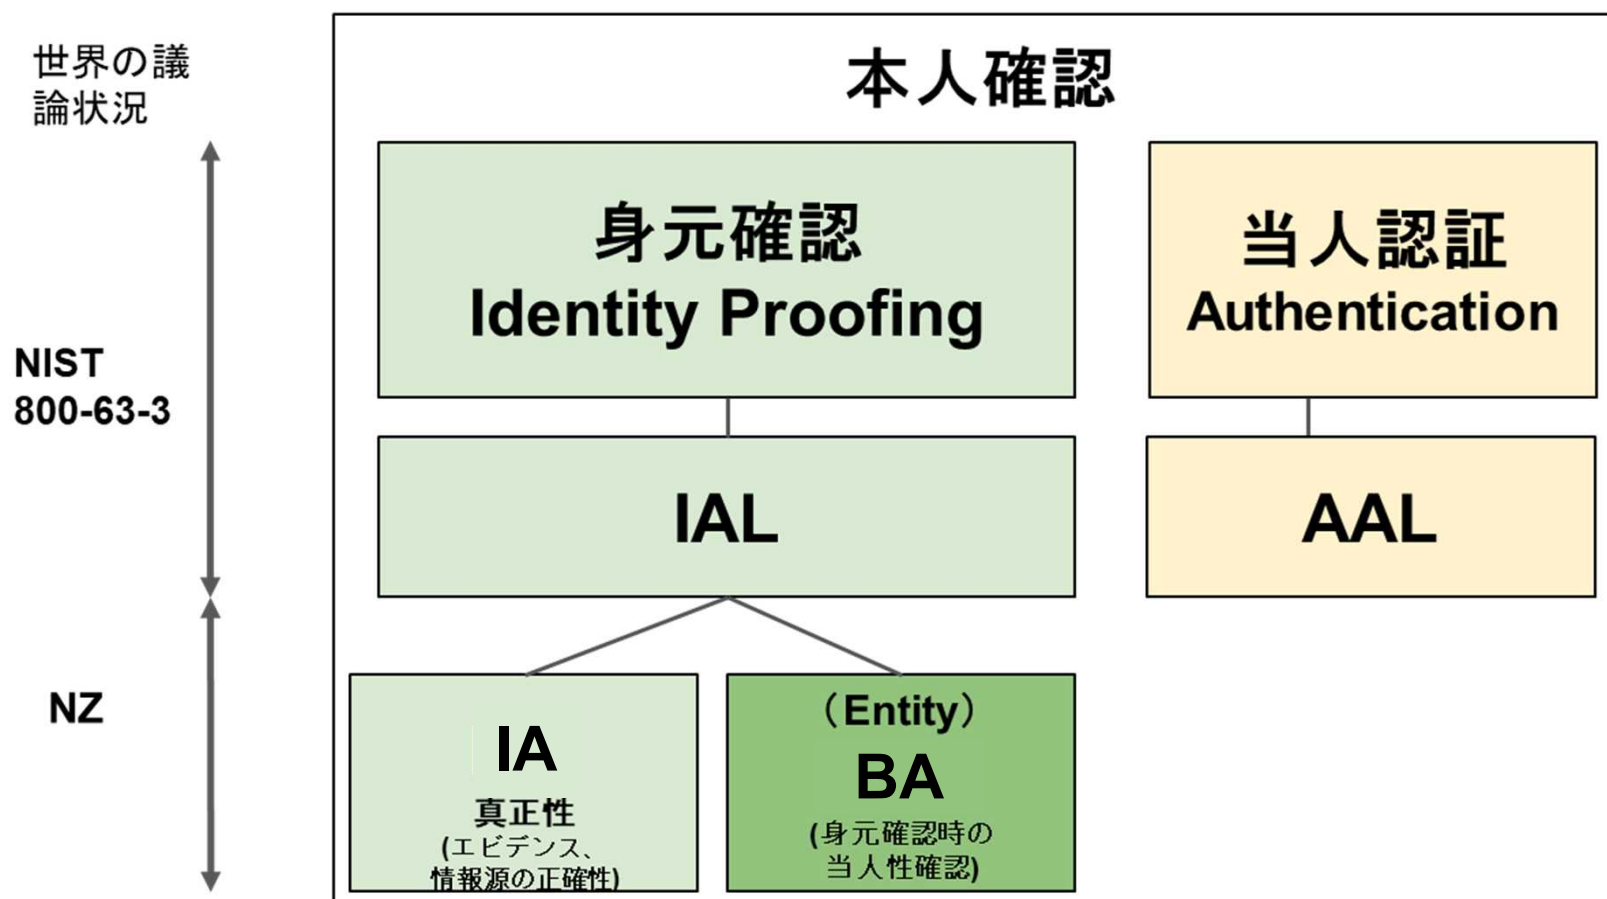 世界の議
論状況
本人確認
身元確認
Identity Proofing
当人認証
Authentication
NIST
800-63-3
IAL
AAL
NZ
IA
真正性
(エビデンス、
情報源の正確性)
（Entity）
BA
(身元確認時の
当人性確認)